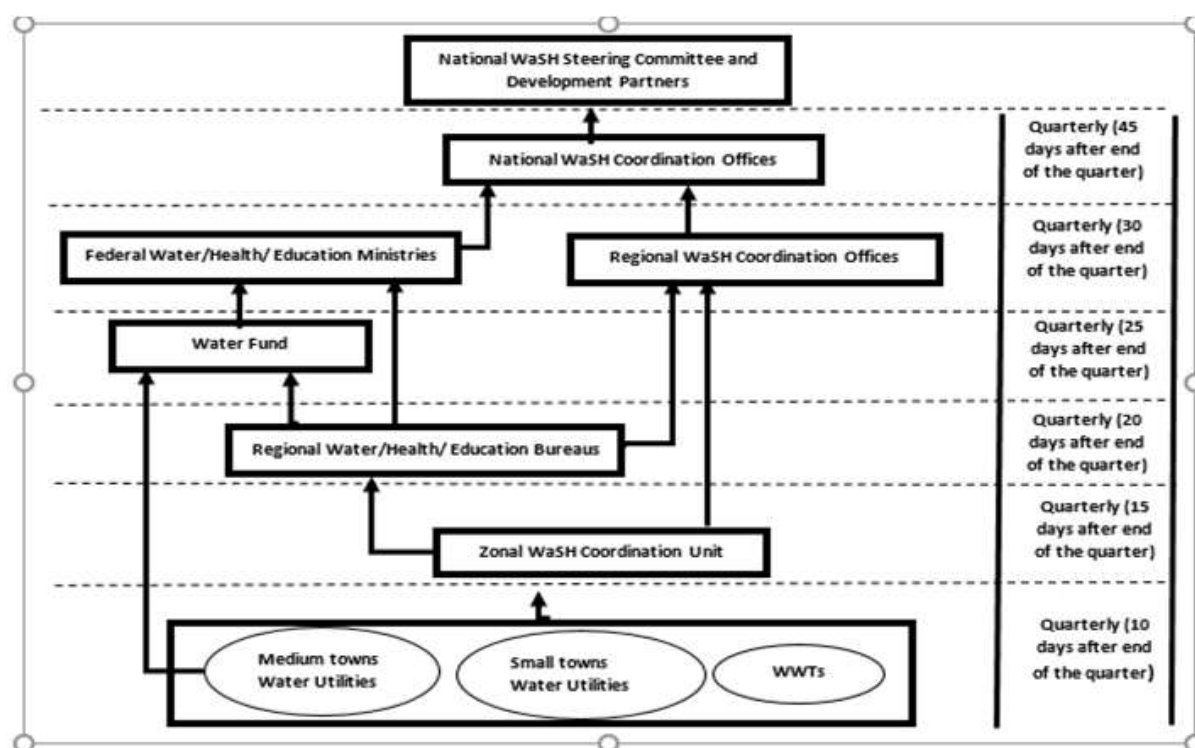 National WaSH Steering Committee and
Development Partners
Quarterly (45
days after end
of the quarter)
National WaSH Coordination Offices
Quarterly (30
days after end
of the quarter)
Federal Water/Health/ Education Ministries
Regional WaSH Coordination Offices
Quarterly (25
days after end
of the quarter)
Water Fund
Quarterly (20
days after end
of the quarter)
Regional Water/Health/ Education Bureaus
Quarterly (15
days after end
of the quarter)
Zonal WaSH Coordination Unit
Quarterly (10
days after end
of the quarter)
Medium towns
Water Utilities
Small towns
Water Utilities
WWTs